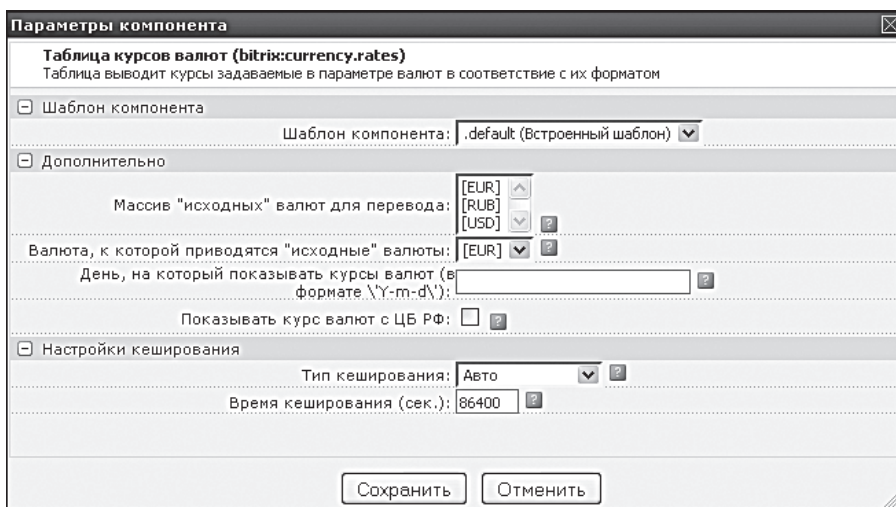 Параметры компонента
Таблица курсов валют (bitrix:currency.rates)
Таблица выводит курсы задаваемые в параметре валют в соответствие с их форматом
Шаблон компонента
Шаблон компонента: .default (Встроенный шаблон)
Дополнительно
Массив "исходных" валют для перевода:
[EUR]
[RUB]
[USD] ?
Валюта, к которой приводятся "исходные" валюты: [EUR] ?
День, на который показывать курсы валют (в
формате \'Y-m-d\'): ?
Показывать курс валют с ЦБ РФ: ?
Настройки кеширования
Тип кеширования: Авто ?
Время кеширования (сек.): 86400 ?
Сохранить Отменить